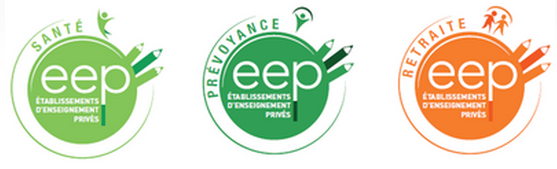 SANTÉ
eep
ÉTABLISSEMENTS
D'ENSEIGNEMENT
PRIVÉS
PRÉVOYANCE
eep
ÉTABLISSEMENTS
D'ENSEIGNEMENT
PRIVÉS
RETRAITE
eep
ÉTABLISSEMENTS
D'ENSEIGNEMENT
PRIVÉS